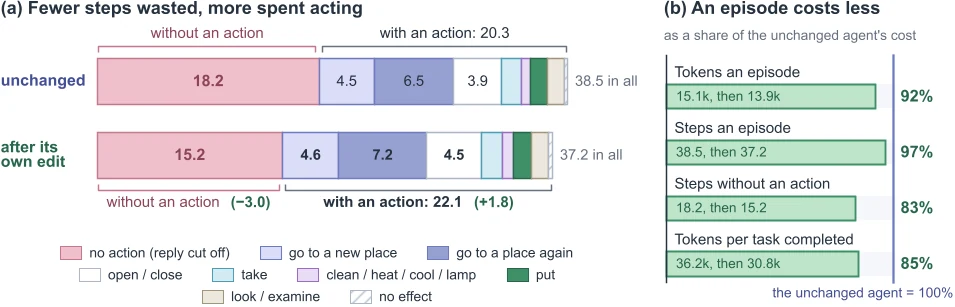 (a) Fewer steps wasted, more spent acting
without an action
with an action: 20.3
unchanged
18.2
4.5
6.5
3.9
38.5 in all
after its
own edit
15.2
4.6
7.2
4.5
37.2 in all
without an action (−3.0)
with an action: 22.1 (+1.8)
no action (reply cut off)
go to a new place
go to a place again
open / close
take
clean / heat / cool / lamp
put
look / examine
no effect
(b) An episode costs less
as a share of the unchanged agent's cost
Tokens an episode
15.1k, then 13.9k
92%
Steps an episode
38.5, then 37.2
97%
Steps without an action
18.2, then 15.2
83%
Tokens per task completed
36.2k, then 30.8k
85%
the unchanged agent = 100%